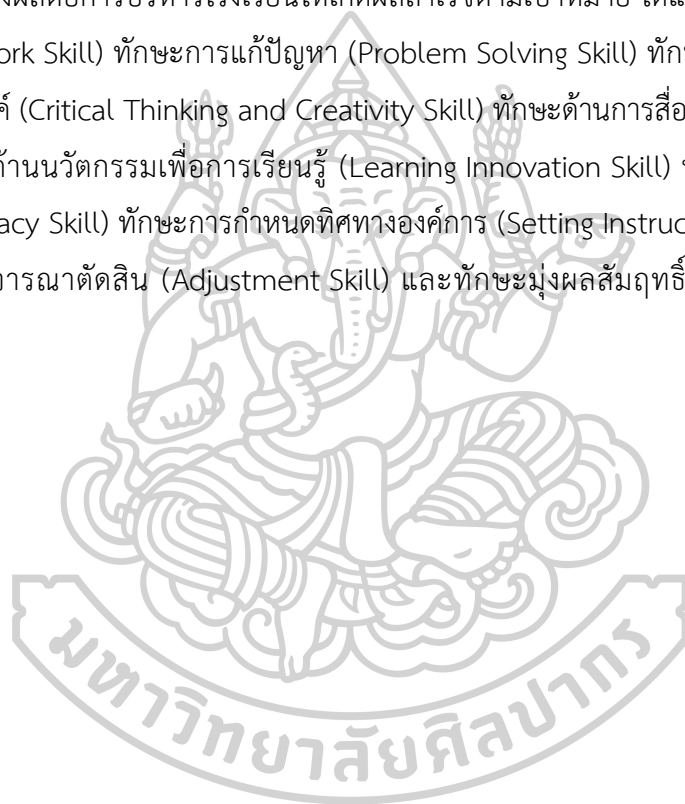 ork Skill) ทักษะการแก้ปัญหา (Problem Solving Skill)
์ (Critical Thinking and Creativity Skill) ทักษะด้านการสื่อ
ด้านนวัตกรรมเพื่อการเรียนรู้ (Learning Innovation Skill)
acy Skill) ทักษะการกำหนดทิศทางองค์การ (Setting Instruc
จารณาตัดสิน (Adjustment Skill) และทักษะมุ่งผลสัมฤทธิ์
มหาวิทยาลัยศิลปากร